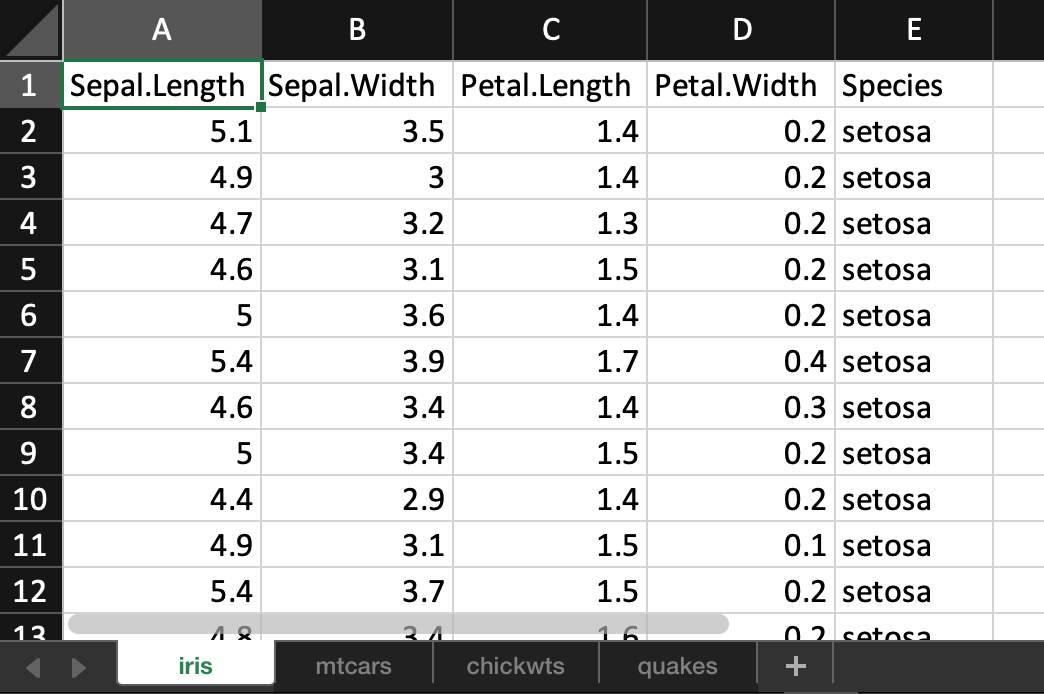 A B C D E
1 Sepal.Length Sepal.Width Petal.Length Petal.Width Species
2 5.1 3.5 1.4 0.2 setosa
3 4.9 3 1.4 0.2 setosa
4 4.7 3.2 1.3 0.2 setosa
5 4.6 3.1 1.5 0.2 setosa
6 5 3.6 1.4 0.2 setosa
7 5.4 3.9 1.7 0.4 setosa
8 4.6 3.4 1.4 0.3 setosa
9 5 3.4 1.5 0.2 setosa
10 4.4 2.9 1.4 0.2 setosa
11 4.9 3.1 1.5 0.1 setosa
12 5.4 3.7 1.5 0.2 setosa
13 4.8 3.4 1.6 0.2 setosa
iris mtcars chickwts quakes +